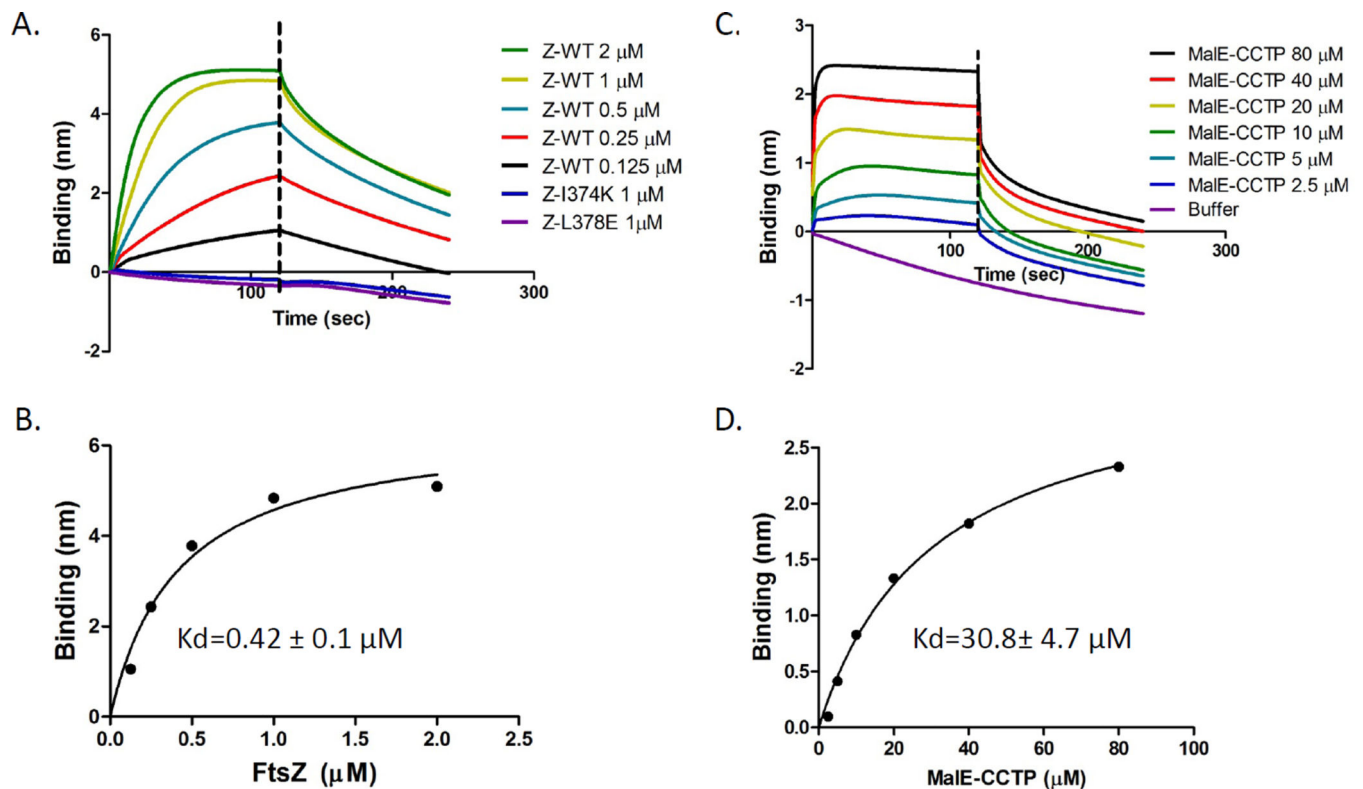 A.
Binding (nm)
6
4
2
0
-2
100
200
300
Time (sec)
Z-WT 2 μM
Z-WT 1 μM
Z-WT 0.5 μM
Z-WT 0.25 μM
Z-WT 0.125 μM
Z-I374K 1 μM
Z-L378E 1μM
C.
Binding (nm)
3
2
1
0
-1
-2
100
200
300
Time (sec)
MalE-CCTP 80 μM
MalE-CCTP 40 μM
MalE-CCTP 20 μM
MalE-CCTP 10 μM
MalE-CCTP 5 μM
MalE-CCTP 2.5 μM
Buffer
B.
Binding (nm)
6
4
2
0
0.0 0.5 1.0 1.5 2.0 2.5
Kd=0.42 ± 0.1 μM
FtsZ (μM)
D.
Binding (nm)
2.5
2.0
1.5
1.0
0.5
0.0
0 20 40 60 80 100
Kd=30.8± 4.7 μM
MalE-CCTP (μM)